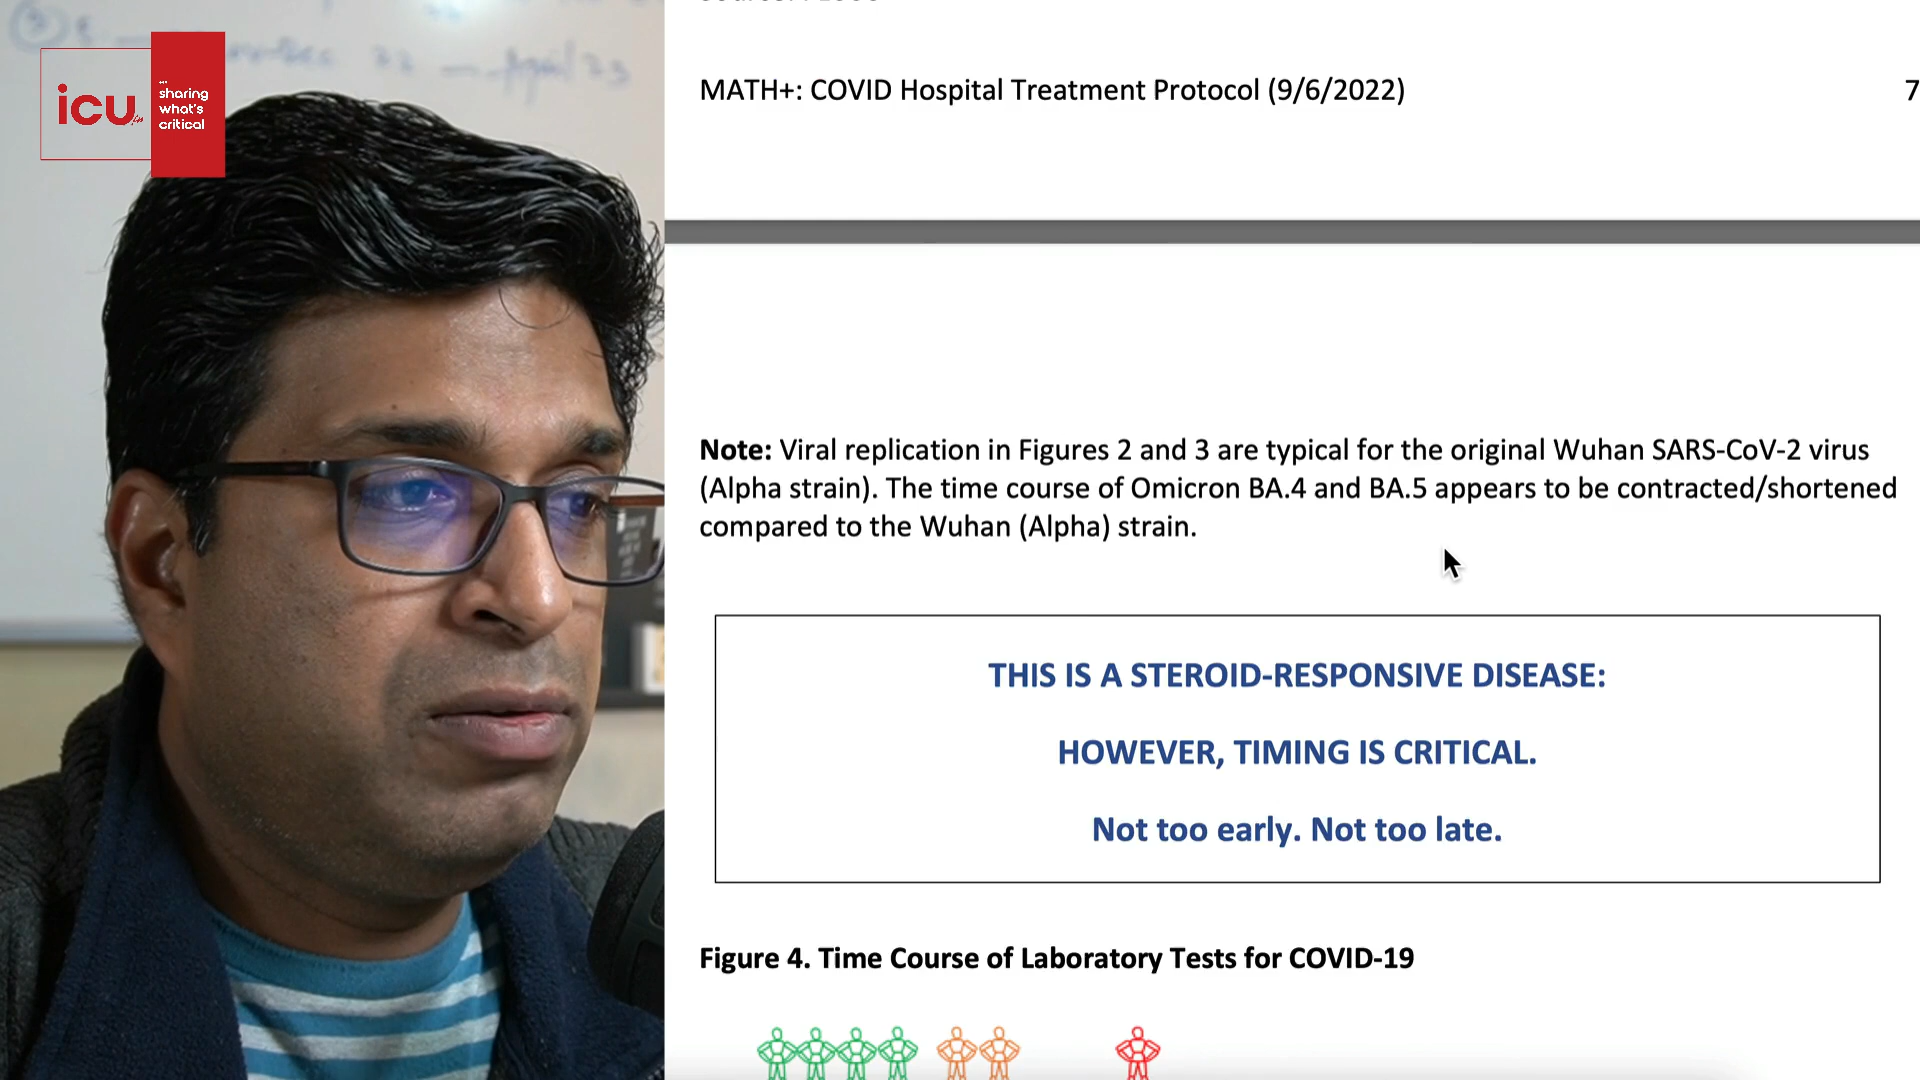 22 — April 23
icu.in
sharing
what's
critical
MATH+: COVID Hospital Treatment Protocol (9/6/2022)
7
Note: Viral replication in Figures 2 and 3 are typical for the original Wuhan SARS-CoV-2 virus
(Alpha strain). The time course of Omicron BA.4 and BA.5 appears to be contracted/shortened
compared to the Wuhan (Alpha) strain.
THIS IS A STEROID-RESPONSIVE DISEASE:
HOWEVER, TIMING IS CRITICAL.
Not too early. Not too late.
Figure 4. Time Course of Laboratory Tests for COVID-19